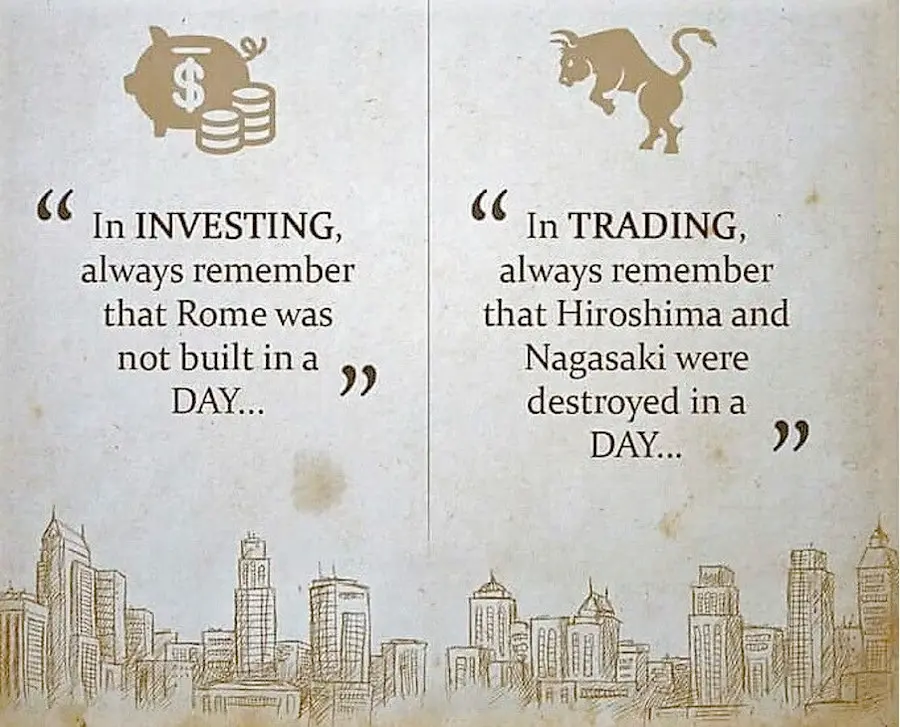 $
“ In INVESTING,
always remember
that Rome was
not built in a
DAY... ”
“ In TRADING,
always remember
that Hiroshima and
Nagasaki were
destroyed in a
DAY... ”